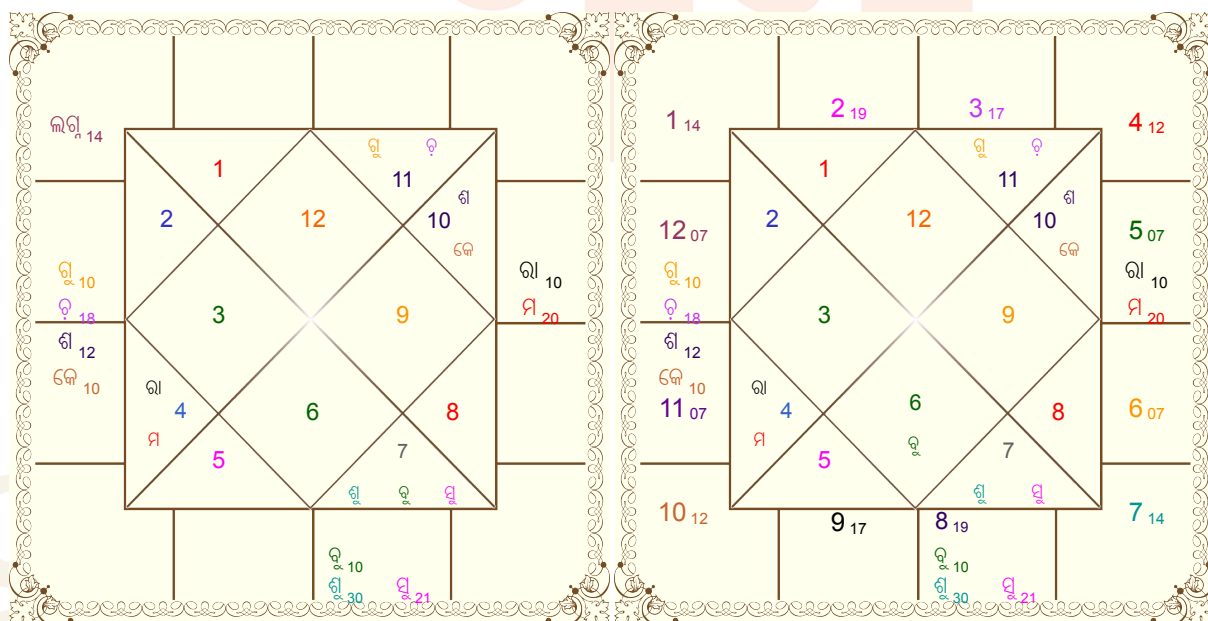 ଲଗ୍ନ 14
1
ଗୁ ଚ଼
11
ଶ
2
12
10
କେ
ଗୁ 10
ରା 10
ଚ଼ 18
3
9
ମ 20
ଶ 12
କେ 10
ରା
4
6
8
ମ
5
7
ଶୁ ବୁ ସୁ
ବୁ 10
ଶୁ 30 ସୁ 21
1 14
2 19
3 17
4 12
1
ଗୁ ଚ଼
11
ଶ
2
12
10
କେ
12 07
5 07
ଗୁ 10
ରା 10
ଚ଼ 18
3
9
ମ 20
ଶ 12
କେ 10
ରା
11 07
4
6
8
6 07
ମ
ବୁ
5
7
ଶୁ ସୁ
10 12
9 17
8 19
7 14
ବୁ 10
ଶୁ 30 ସୁ 21